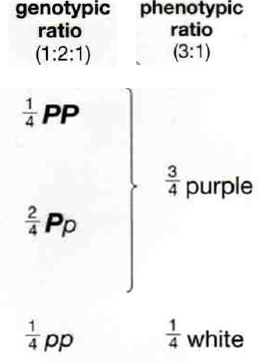 genotypic phenotypic
ratio ratio
(1:2:1) (3:1)
1/4 PP
3/4 purple
2/4 Pp
1/4 pp 1/4 white